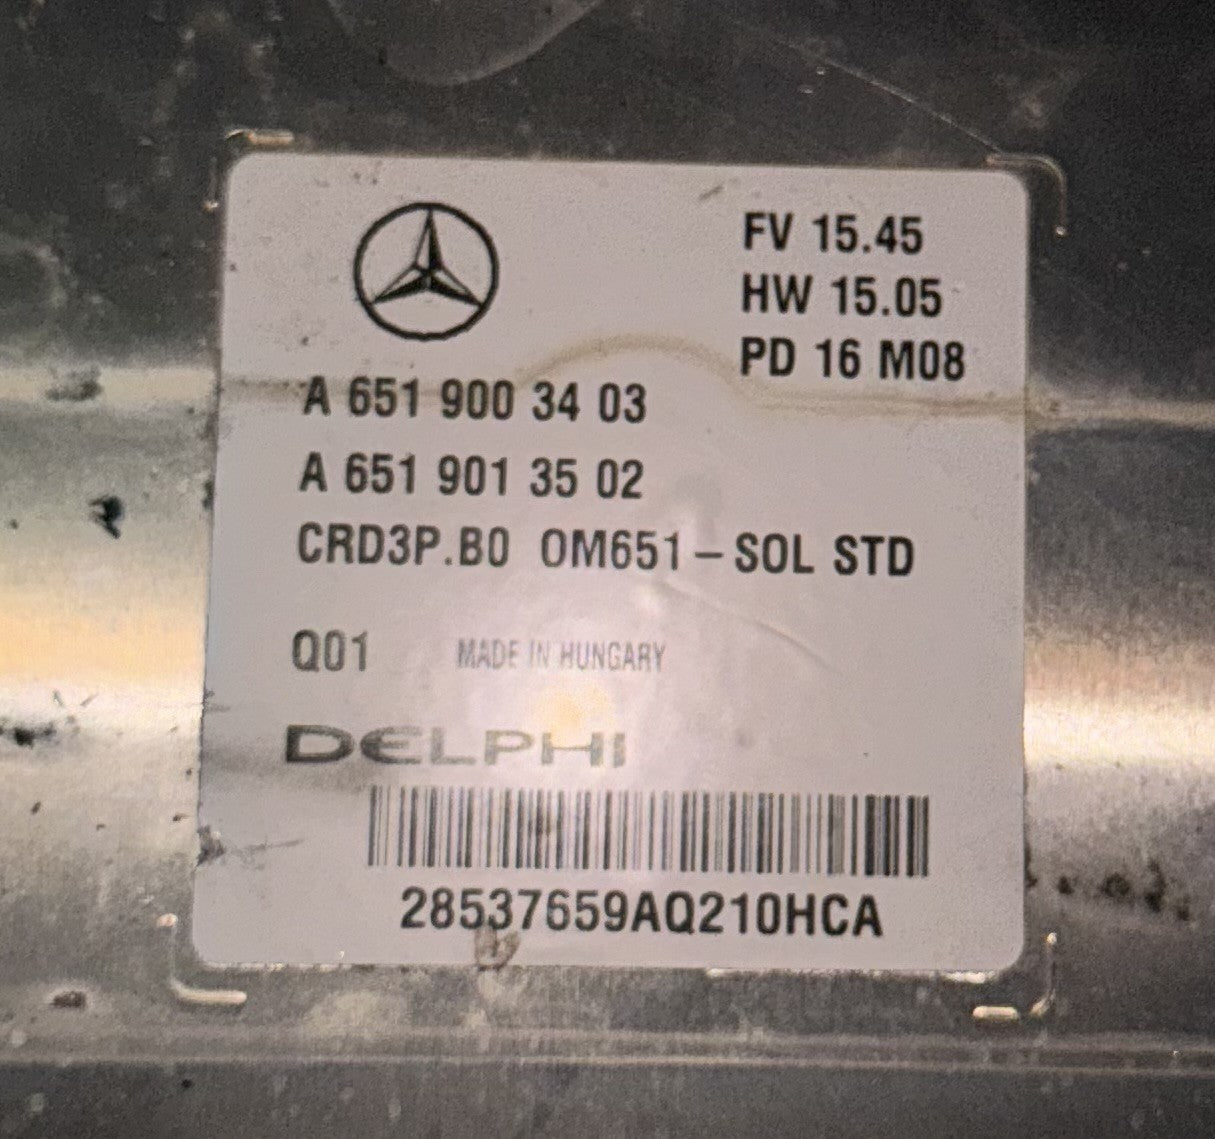 FV 15.45
HW 15.05
PD 16 M08
A 651 900 34 03
A 651 901 35 02
CRD3P.B0 OM651-SOL STD
Q01 MADE IN HUNGARY
DELPHI
28537659AQ210HCA